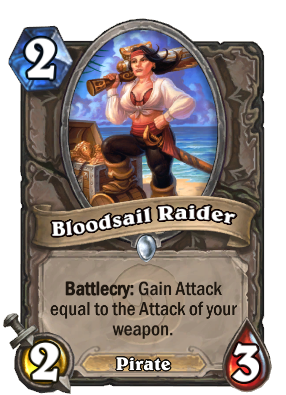 2
Bloodsail Raider
Battlecry: Gain Attack
equal to the Attack of your
weapon.
2
Pirate
3